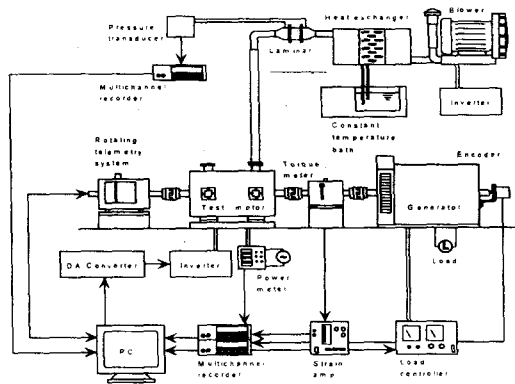 Pressure
transducer
Laminar
Heat exchanger
Blower
Multichannel
recorder
Inverter
Constant
temperature
bath
Rotating
telemetry
system
Torque
meter
Encoder
Test motor
Generator
DA Converter
Inverter
Power
meter
Load
PC
Multichannel
recorder
Strain
amp
Load
controller